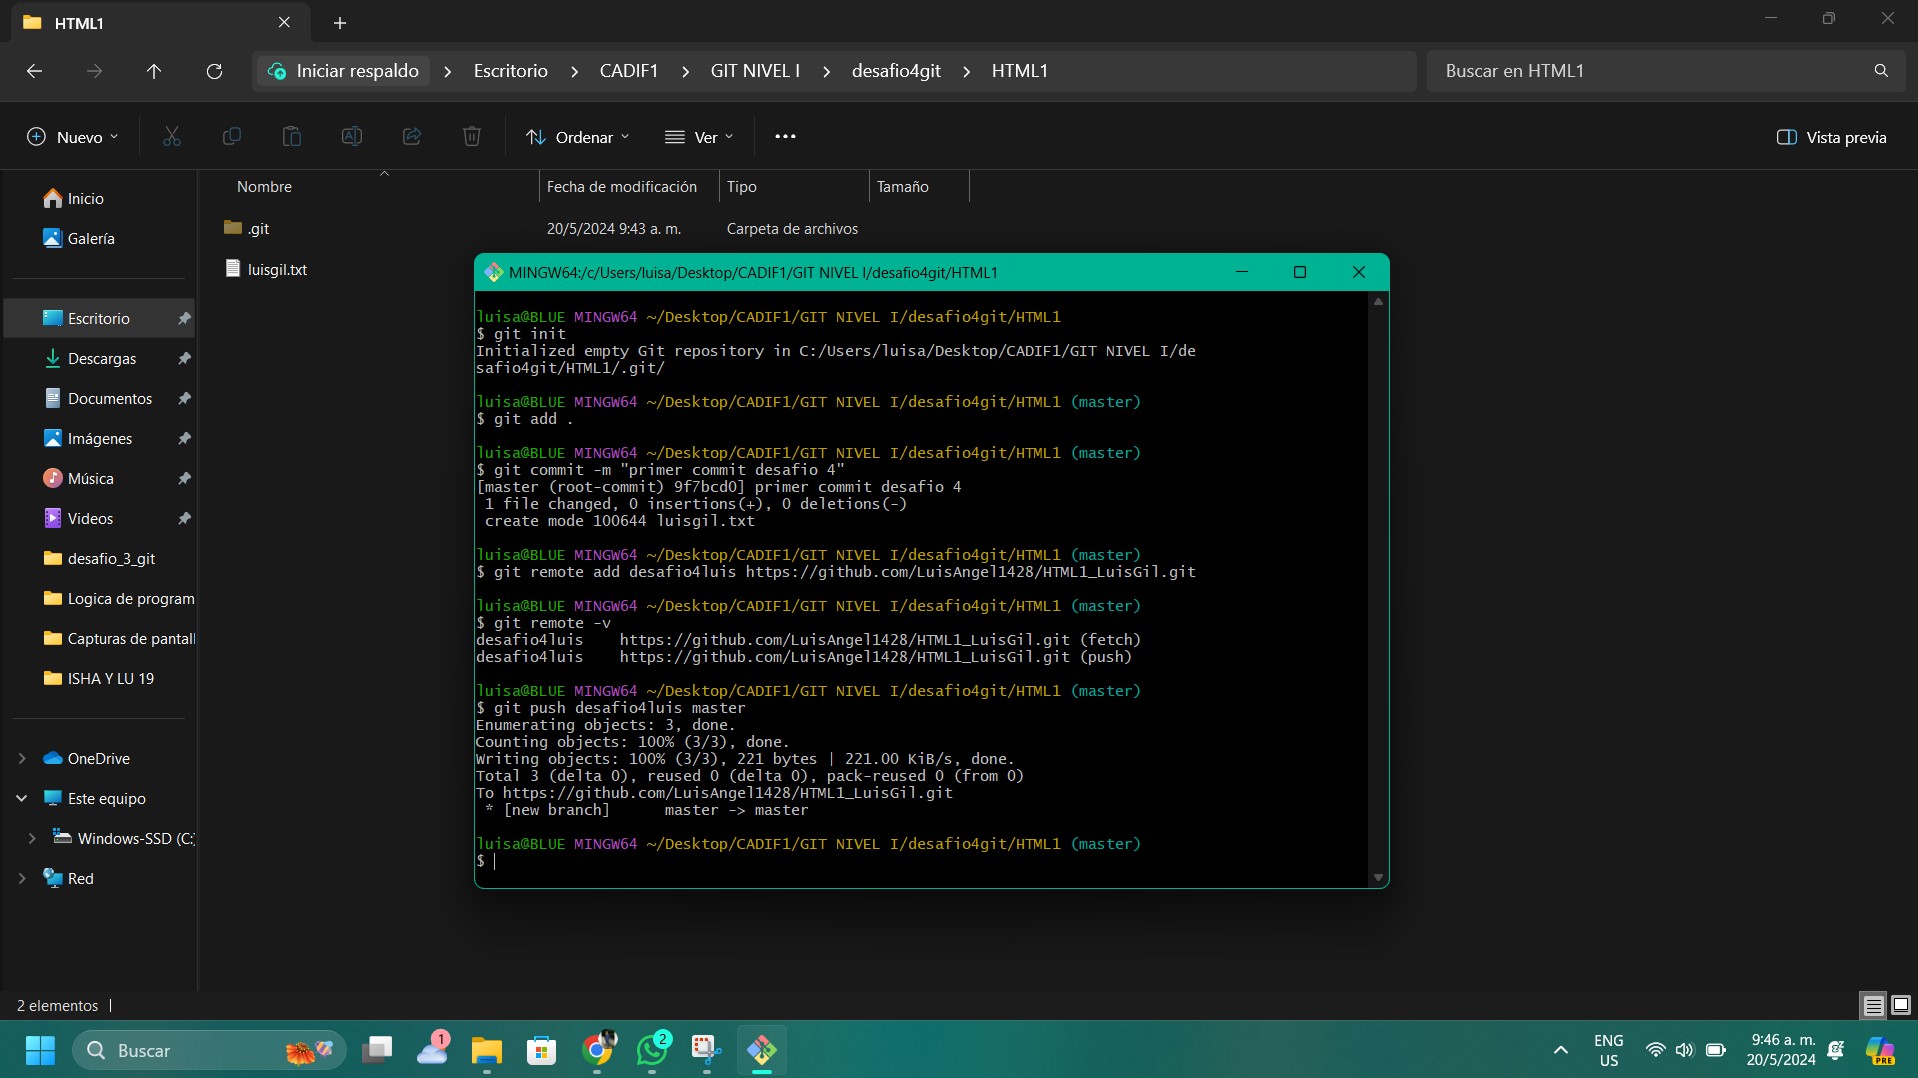 HTML1
Iniciar respaldo
Escritorio
CADIF1
GIT NIVEL I
desafio4git
HTML1
Buscar en HTML1
Nuevo
Ordenar
Ver
Vista previa
Nombre
Fecha de modificación
Tipo
Tamaño
Inicio
Galería
.git
20/5/2024 9:43 a. m.
Carpeta de archivos
luisgil.txt
Escritorio
Descargas
Documentos
Imágenes
Música
Videos
desafio_3_git
Logica de program
Capturas de pantall
ISHA Y LU 19
OneDrive
Este equipo
Windows-SSD (C:)
Red
MINGW64:/c/Users/luisa/Desktop/CADIF1/GIT NIVEL I/desafio4git/HTML1
luisa@BLUE MINGW64 ~/Desktop/CADIF1/GIT NIVEL I/desafio4git/HTML1
$ git init
Initialized empty Git repository in C:/Users/luisa/Desktop/CADIF1/GIT NIVEL I/de
safio4git/HTML1/.git/
luisa@BLUE MINGW64 ~/Desktop/CADIF1/GIT NIVEL I/desafio4git/HTML1 (master)
$ git add .
luisa@BLUE MINGW64 ~/Desktop/CADIF1/GIT NIVEL I/desafio4git/HTML1 (master)
$ git commit -m "primer commit desafio 4"
[master (root-commit) 9f7bcd0] primer commit desafio 4
1 file changed, 0 insertions(+), 0 deletions(-)
create mode 100644 luisgil.txt
luisa@BLUE MINGW64 ~/Desktop/CADIF1/GIT NIVEL I/desafio4git/HTML1 (master)
$ git remote add desafio4luis https://github.com/LuisAngel1428/HTML1_LuisGil.git
luisa@BLUE MINGW64 ~/Desktop/CADIF1/GIT NIVEL I/desafio4git/HTML1 (master)
$ git remote -v
desafio4luis    https://github.com/LuisAngel1428/HTML1_LuisGil.git (fetch)
desafio4luis    https://github.com/LuisAngel1428/HTML1_LuisGil.git (push)
luisa@BLUE MINGW64 ~/Desktop/CADIF1/GIT NIVEL I/desafio4git/HTML1 (master)
$ git push desafio4luis master
Enumerating objects: 3, done.
Counting objects: 100% (3/3), done.
Writing objects: 100% (3/3), 221 bytes | 221.00 KiB/s, done.
Total 3 (delta 0), reused 0 (delta 0), pack-reused 0 (from 0)
To https://github.com/LuisAngel1428/HTML1_LuisGil.git
* [new branch]      master -> master
luisa@BLUE MINGW64 ~/Desktop/CADIF1/GIT NIVEL I/desafio4git/HTML1 (master)
$
2 elementos
Buscar
1
2
ENG
US
9:46 a. m.
20/5/2024
PRE